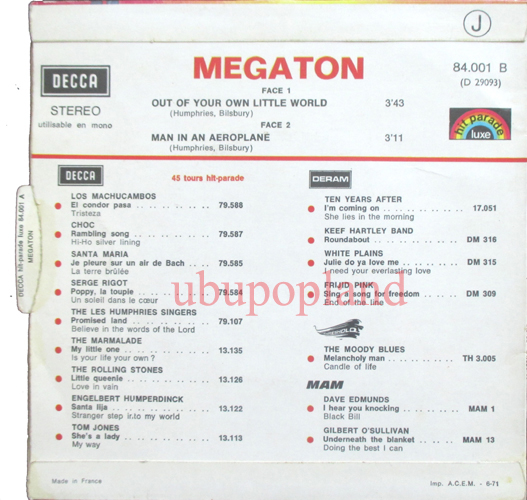 J
DECCA
STEREO
utilisable en mono
MEGATON
84.001 B
(D 29093)
FACE 1
OUT OF YOUR OWN LITTLE WORLD 3'43
(Humphries, Bilsbury)
FACE 2
MAN IN AN AEROPLANE 3'11
(Humphries, Bilsbury)
hit parade
luxe
DECCA hit-parade luxe 84.001 A
MEGATON
DECCA 45 tours hit-parade
LOS MACHUCAMBOS
El condor pasa . . . . . . . . . . 79.588
Tristeza
CHOC
Rambling song . . . . . . . . . . 79.587
Hi-Ho silver lining
SANTA MARIA
Je pleure sur un air de Bach . . . . 79.585
La terre brûlée
SERGE RIGOT
Poppy, la toupie . . . . . . . . . 79.584
Un soleil dans le cœur
THE LES HUMPHRIES SINGERS
Promised land . . . . . . . . . . 79.107
Believe in the words of the Lord
THE MARMALADE
My little one . . . . . . . . . . 13.135
Is your life your own ?
THE ROLLING STONES
Little queenie . . . . . . . . . . 13.126
Love in vain
ENGELBERT HUMPERDINCK
Santa lija . . . . . . . . . . 13.122
Stranger step in to my world
TOM JONES
She's a lady . . . . . . . . . . 13.113
My way
DERAM
TEN YEARS AFTER
I'm coming on . . . . . . . . . . 17.051
She lies in the morning
KEEF HARTLEY BAND
Roundabout . . . . . . . . . . DM 316
WHITE PLAINS
Julie do ya love me . . . . . . . DM 315
I need your everlasting love
FRIJID PINK
Sing a song for freedom . . . . . DM 309
End of the line
THRESHOLD
THE MOODY BLUES
Melancholy man . . . . . . . . TH 3.005
Candle of life
MAM
DAVE EDMUNDS
I hear you knocking . . . . . . . MAM 1
Black Bill
GILBERT O'SULLIVAN
Underneath the blanket . . . . . MAM 13
Doing the best I can
ubupopland
Made in France
Imp. A.C.E.M. - 6-71